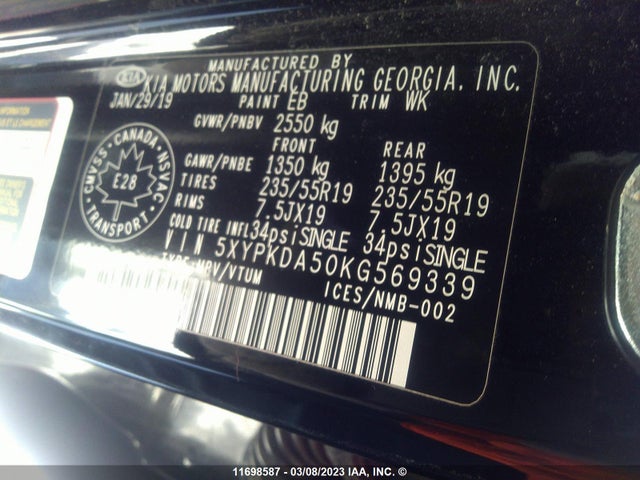 MANUFACTURED BY
KIA KIA MOTORS MANUFACTURING GEORGIA, INC.
JAN/29/19 PAINT EB TRIM WK
GVWR/PNBV 2550 kg
FRONT REAR
GAWR/PNBE 1350 kg 1395 kg
TIRES 235/55R19 235/55R19
RIMS 7.5JX19 7.5JX19
COLD TIRE INFL 34psiSINGLE 34psiSINGLE
VIN 5XYPKDA50KG569339
TYPE:MPV/VTUM ICES/NMB-002
CANADA
CMVSS NSVAC
E28
TRANSPORT
11698587 - 03/08/2023 IAA, INC. ©